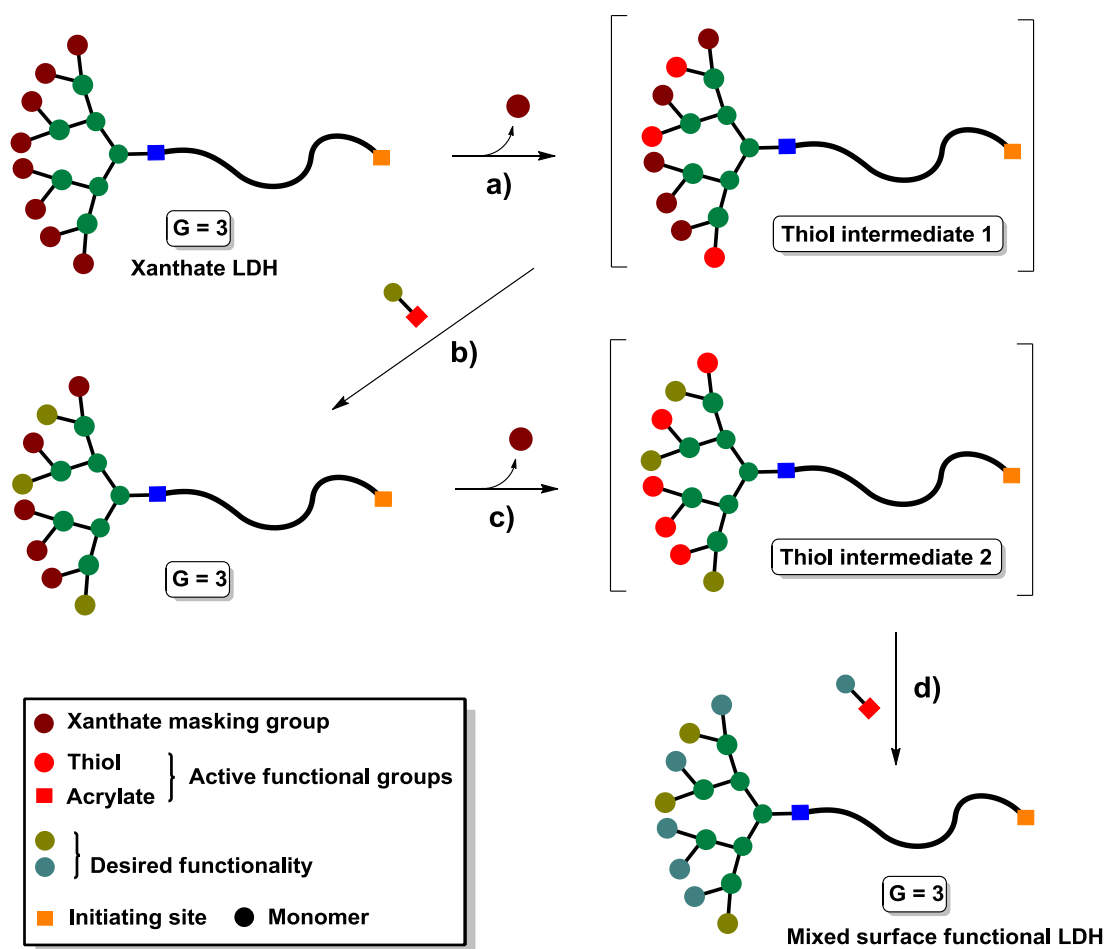 a)
G = 3
Xanthate LDH
Thiol intermediate 1
b)
c)
G = 3
Thiol intermediate 2
d)
Xanthate masking group
Thiol
Active functional groups
Acrylate
Desired functionality
Initiating site
Monomer
G = 3
Mixed surface functional LDH